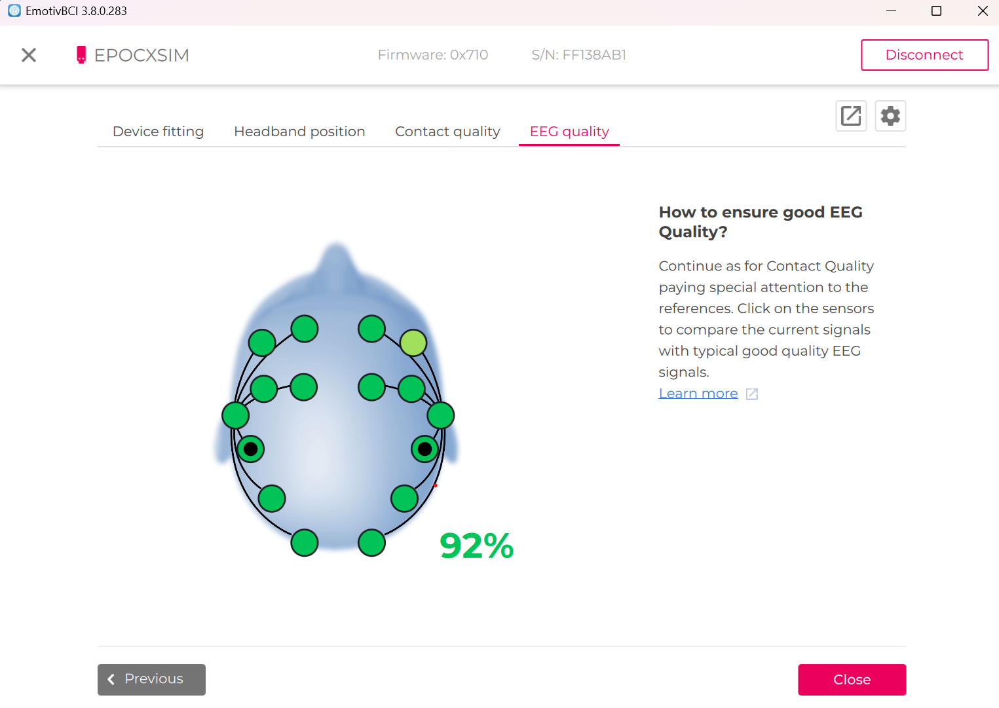 EmotivBCI 3.8.0.283
EPOCXSIM
Firmware: 0x710
S/N: FF138AB1
Disconnect
Device fitting
Headband position
Contact quality
EEG quality
How to ensure good EEG
Quality?
Continue as for Contact Quality
paying special attention to the
references. Click on the sensors
to compare the current signals
with typical good quality EEG
signals.
Learn more
92%
Previous
Close